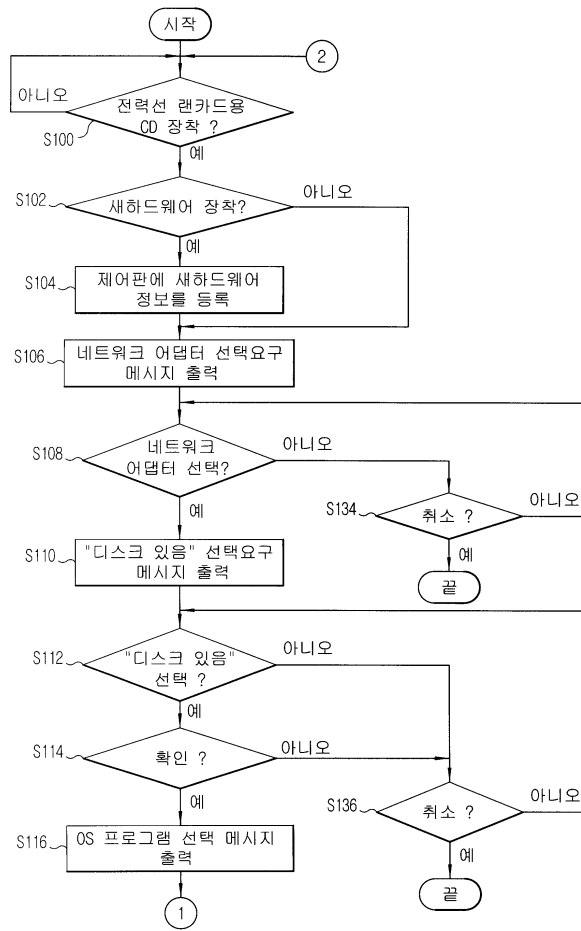 시작
2
아니오
전력선 랜카드용
CD 장착 ?
S100
예
S102
새하드웨어 장착?
아니오
예
S104
제어판에 새하드웨어
정보를 등록
S106
네트워크 어댑터 선택요구
메시지 출력
S108
네트워크
어댑터 선택?
아니오
예
S134
취소 ?
아니오
예
끝
S110
"디스크 있음" 선택요구
메시지 출력
S112
"디스크 있음"
선택 ?
아니오
예
S114
확인 ?
아니오
예
S136
취소 ?
아니오
예
끝
S116
OS 프로그램 선택 메시지
출력
1